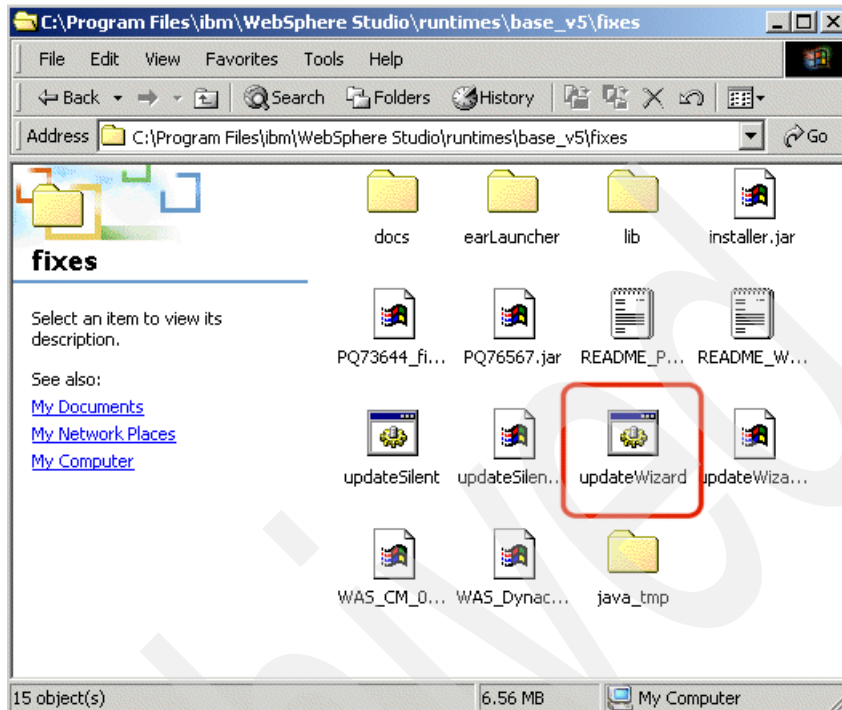 C:\Program Files\ibm\WebSphere Studio\runtimes\base_v5\fixes
File Edit View Favorites Tools Help
Back Search Folders History
Address C:\Program Files\ibm\WebSphere Studio\runtimes\base_v5\fixes Go
fixes
Select an item to view its
description.
See also:
My Documents
My Network Places
My Computer
docs earLauncher lib installer.jar
PQ73644_fi... PQ76567.jar README_P... README_W...
updateSilent updateSilen... updateWizard updateWiza...
WAS_CM_0... WAS_Dynac... java_tmp
15 object(s) 6.56 MB My Computer